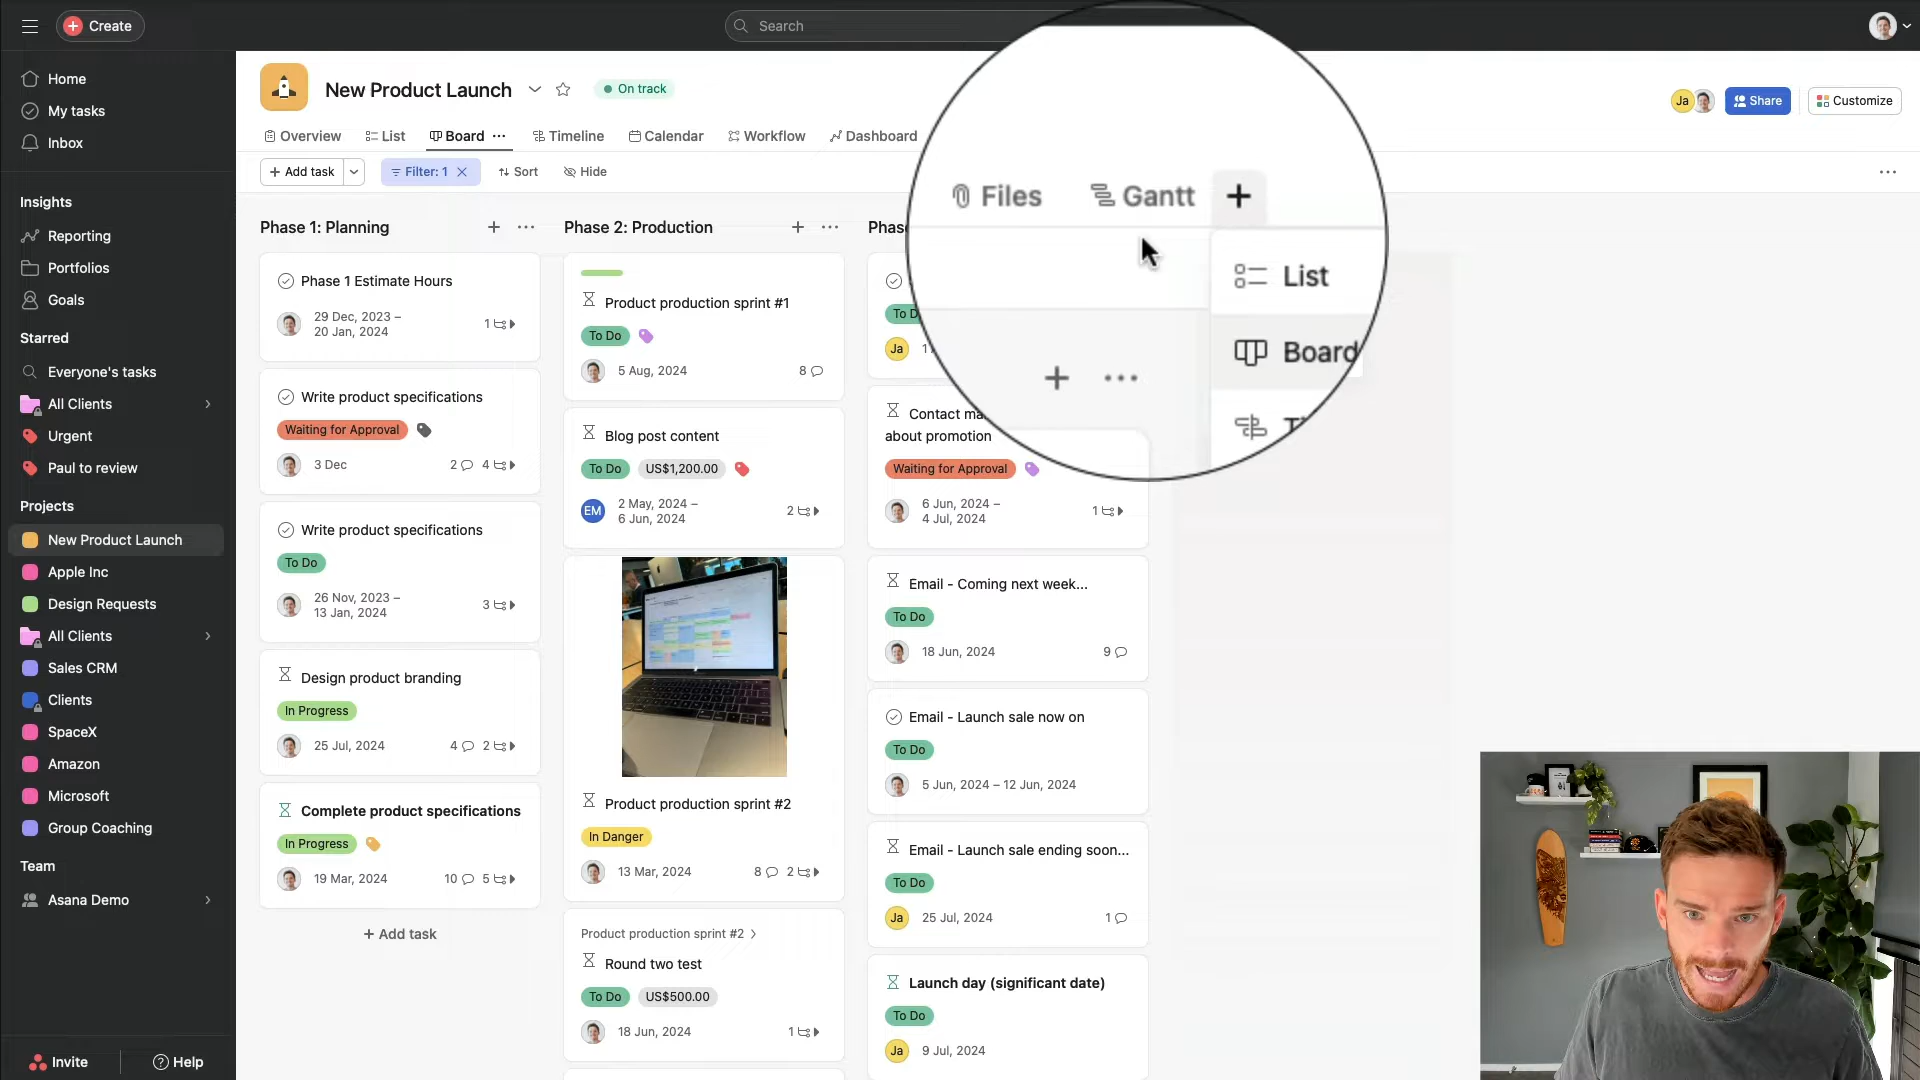 Create
Search
Home
My tasks
Inbox
Insights
Reporting
Portfolios
Goals
Starred
Everyone's tasks
All Clients
Urgent
Paul to review
Projects
New Product Launch
Apple Inc
Design Requests
All Clients
Sales CRM
Clients
SpaceX
Amazon
Microsoft
Group Coaching
Team
Asana Demo
Invite
Help
New Product Launch
On track
Ja
Share
Customize
Overview
List
Board
Timeline
Calendar
Workflow
Dashboard
Files
Gantt
+
List
Board
+ Add task
Filter: 1
Sort
Hide
Phase 1: Planning
Phase 1 Estimate Hours
29 Dec, 2023 –
20 Jan, 2024
1
Write product specifications
Waiting for Approval
3 Dec
2
4
Write product specifications
To Do
26 Nov, 2023 –
13 Jan, 2024
3
Design product branding
In Progress
25 Jul, 2024
4
2
Complete product specifications
In Progress
19 Mar, 2024
10
5
+ Add task
Phase 2: Production
Product production sprint #1
To Do
5 Aug, 2024
8
Blog post content
To Do
US$1,200.00
EM
2 May, 2024 –
6 Jun, 2024
2
Product production sprint #2
In Danger
13 Mar, 2024
8
2
Product production sprint #2
Round two test
To Do
US$500.00
18 Jun, 2024
1
Phas
To D
Ja
Contact ma
about promotion
Waiting for Approval
6 Jun, 2024 –
4 Jul, 2024
1
Email - Coming next week...
To Do
18 Jun, 2024
9
Email - Launch sale now on
To Do
5 Jun, 2024 – 12 Jun, 2024
Email - Launch sale ending soon...
To Do
Ja
25 Jul, 2024
1
Launch day (significant date)
To Do
Ja
9 Jul, 2024